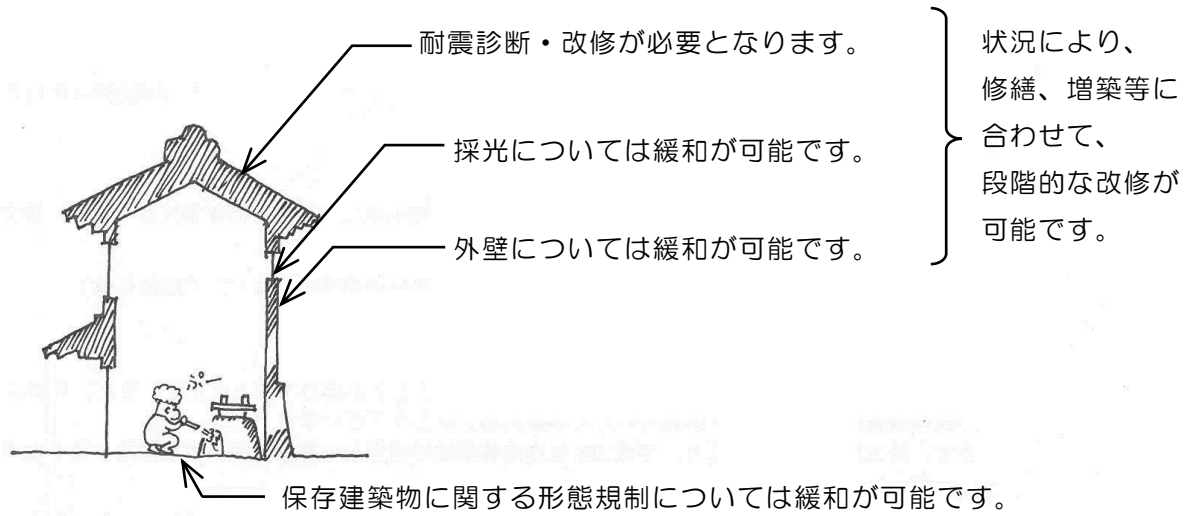 耐震診断・改修が必要となります。
採光については緩和が可能です。
外壁については緩和が可能です。
状況により、
修繕、増築等に
合わせて、
段階的な改修が
可能です。
ぷー
保存建築物に関する形態規制については緩和が可能です。